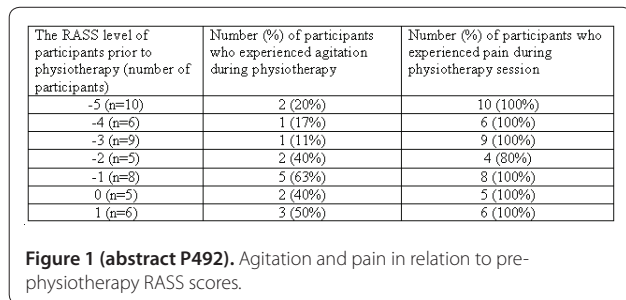 The RASS level of participants prior to physiotherapy (number of participants) Number (%) of participants who experienced agitation during physiotherapy Number (%) of participants who experienced pain during physiotherapy session
-5 (n=10) 2 (20%) 10 (100%)
-4 (n=6) 1 (17%) 6 (100%)
-3 (n=9) 1 (11%) 9 (100%)
-2 (n=5) 2 (40%) 4 (80%)
-1 (n=8) 5 (63%) 8 (100%)
0 (n=5) 2 (40%) 5 (100%)
1 (n=6) 3 (50%) 6 (100%)
Figure 1 (abstract P492). Agitation and pain in relation to pre-
physiotherapy RASS scores.